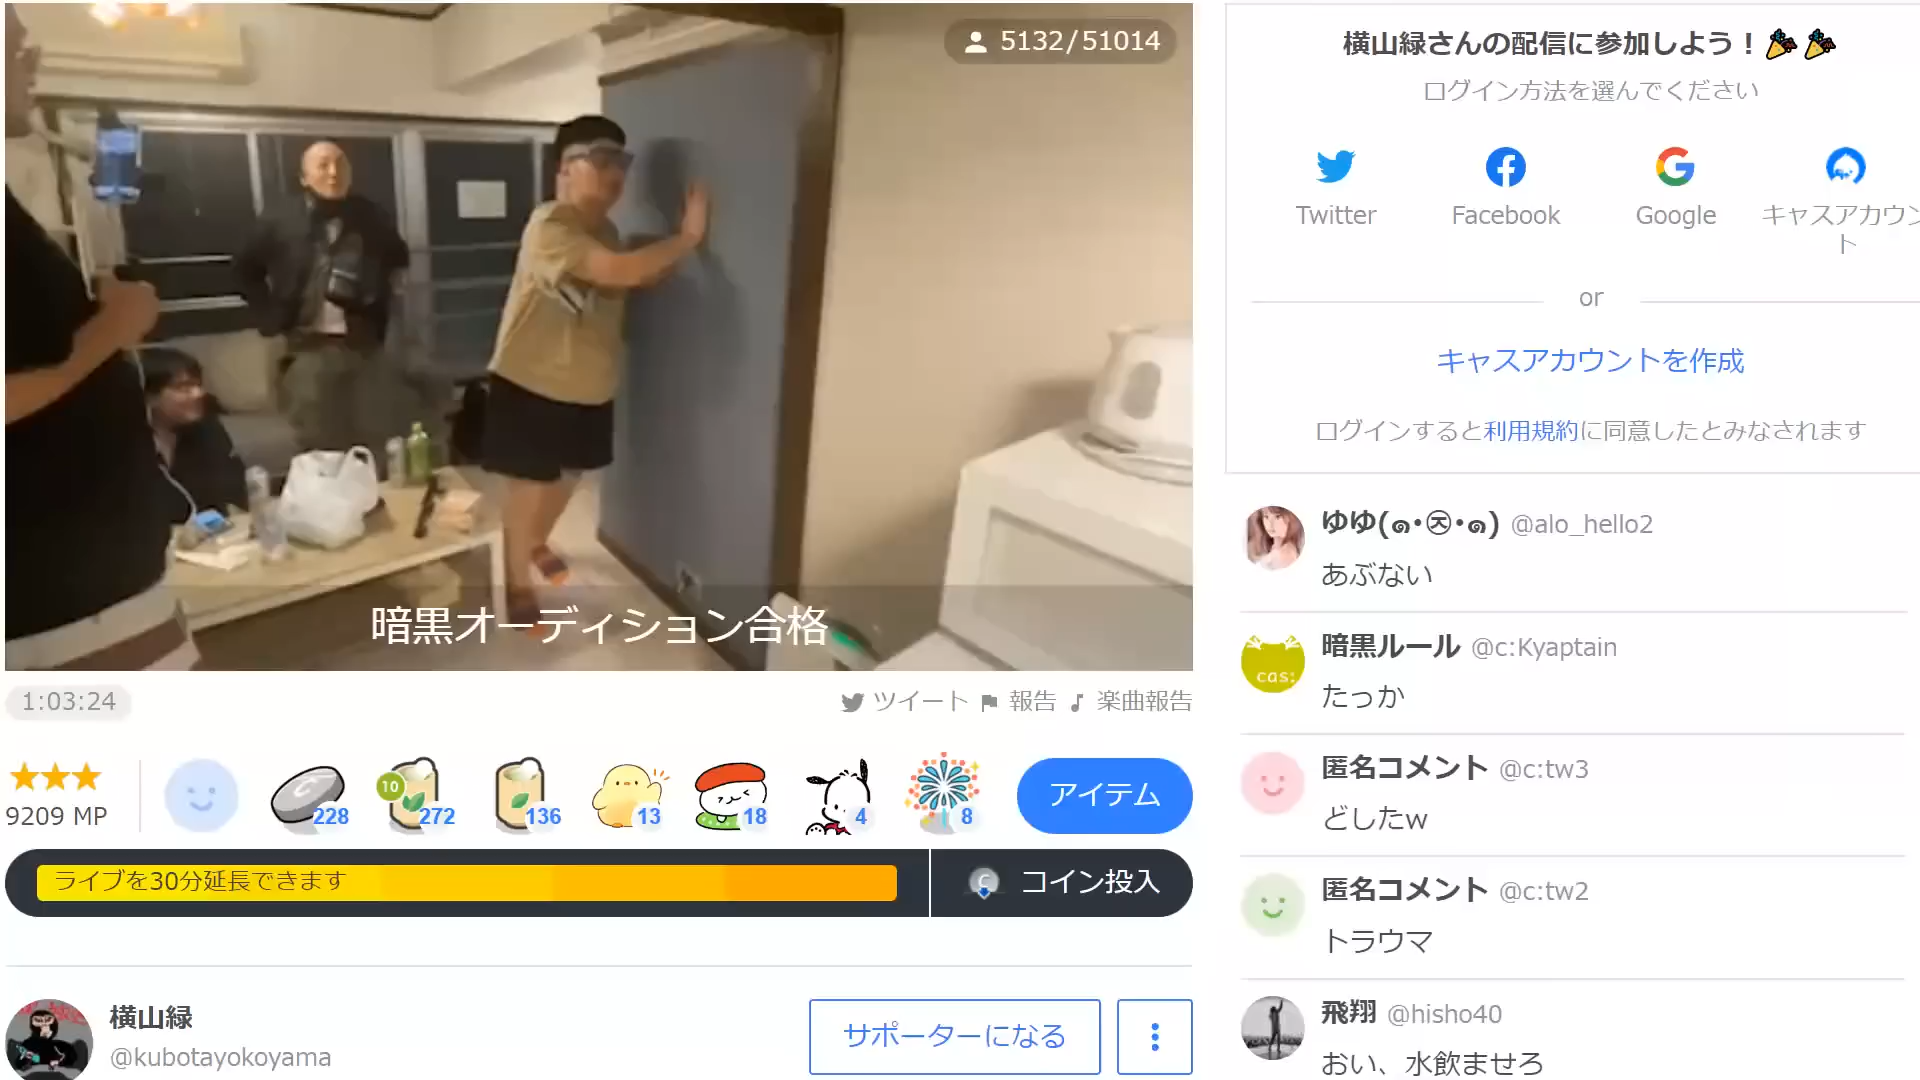 5132/51014
暗黒オーディション合格
1:03:24
ツイート 報告 楽曲報告
9209 MP
228
10
272
136
13
18
4
8
アイテム
ライブを30分延長できます
コイン投入
横山緑
@kubotayokoyama
サポーターになる
横山緑さんの配信に参加しよう！
ログイン方法を選んでください
Twitter
Facebook
Google
キャスアカウン
ト
or
キャスアカウントを作成
ログインすると利用規約に同意したとみなされます
ゆゆ(๑•㉨•๑) @alo_hello2
あぶない
cas:
暗黒ルール @c:Kyaptain
たっか
匿名コメント @c:tw3
どしたw
匿名コメント @c:tw2
トラウマ
飛翔 @hisho40
おい、水飲ませろ